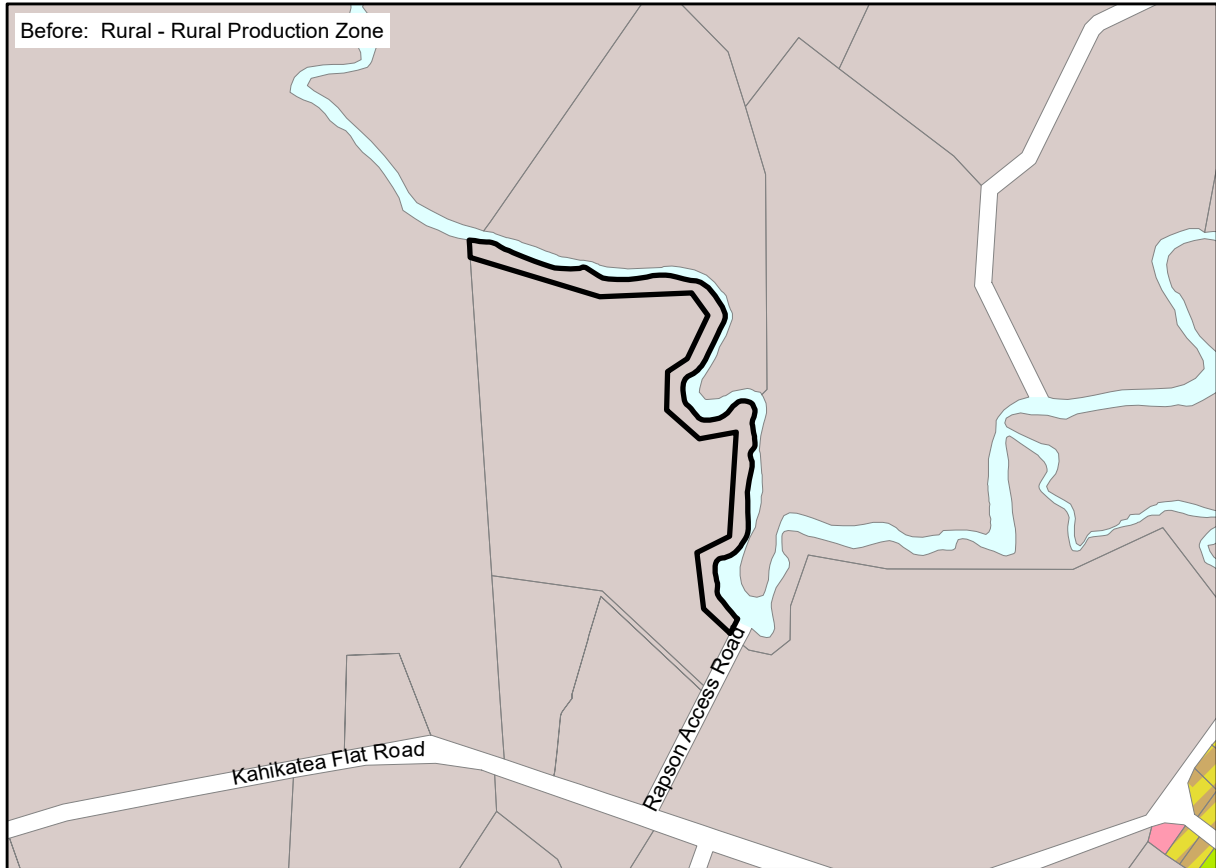 Before: Rural - Rural Production Zone
Rapson Access Road
Kahikatea Flat Road